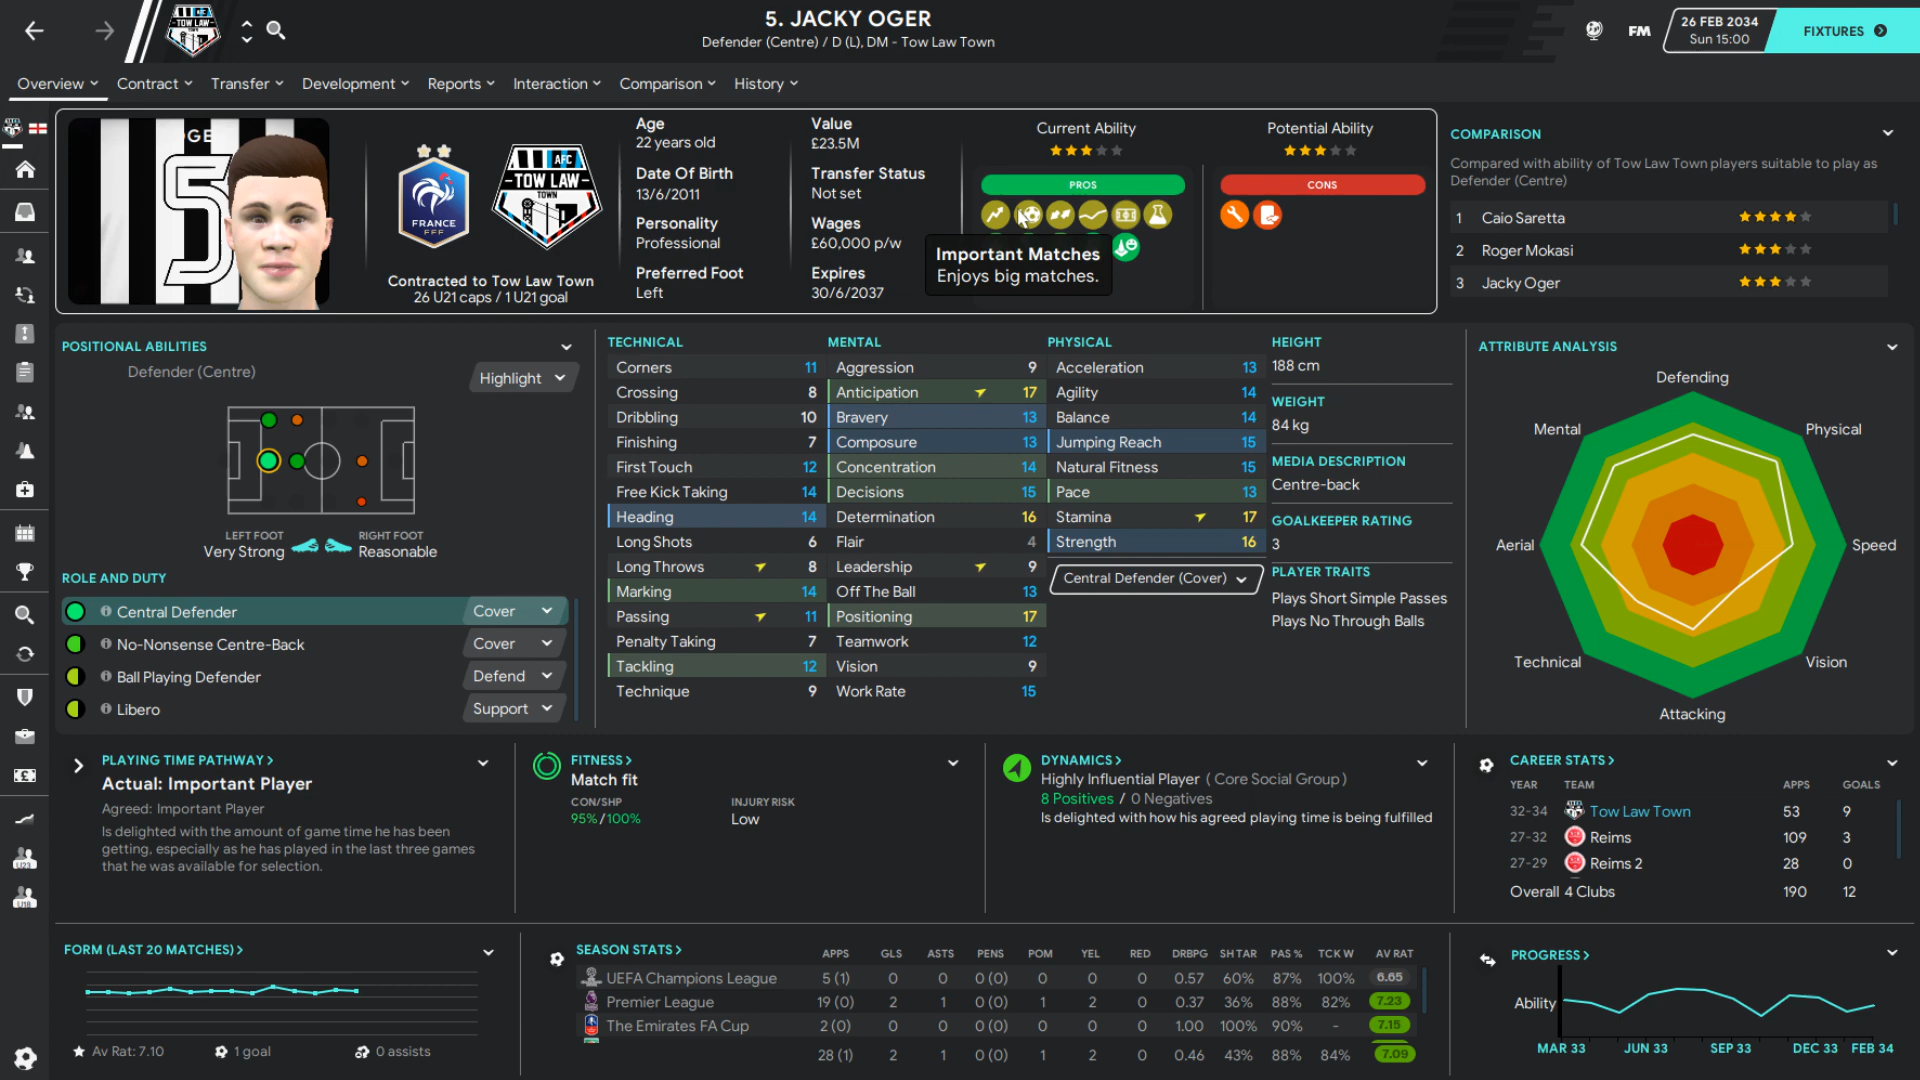 5. JACKY OGER
Defender (Centre) / D (L), DM - Tow Law Town
FM
26 FEB 2034
Sun 15:00
FIXTURES
Overview
Contract
Transfer
Development
Reports
Interaction
Comparison
History
OGE
5
FRANCE
FFF
AFC
TOW LAW
TOWN
Contracted to Tow Law Town
26 U21 caps / 1 U21 goal
Age
22 years old
Date Of Birth
13/6/2011
Personality
Professional
Preferred Foot
Left
Value
£23.5M
Transfer Status
Not set
Wages
£60,000 p/w
Expires
30/6/2037
Current Ability
PROS
Important Matches
Enjoys big matches.
Potential Ability
CONS
COMPARISON
Compared with ability of Tow Law Town players suitable to play as
Defender (Centre)
1 Caio Saretta
2 Roger Mokasi
3 Jacky Oger
POSITIONAL ABILITIES
Defender (Centre)
Highlight
LEFT FOOT
Very Strong
RIGHT FOOT
Reasonable
ROLE AND DUTY
Central Defender Cover
No-Nonsense Centre-Back Cover
Ball Playing Defender Defend
Libero Support
TECHNICAL
Corners 11
Crossing 8
Dribbling 10
Finishing 7
First Touch 12
Free Kick Taking 14
Heading 14
Long Shots 6
Long Throws 8
Marking 14
Passing 11
Penalty Taking 7
Tackling 12
Technique 9
MENTAL
Aggression 9
Anticipation 17
Bravery 13
Composure 13
Concentration 14
Decisions 15
Determination 16
Flair 4
Leadership 9
Off The Ball 13
Positioning 17
Teamwork 12
Vision 9
Work Rate 15
PHYSICAL
Acceleration 13
Agility 14
Balance 14
Jumping Reach 15
Natural Fitness 15
Pace 13
Stamina 17
Strength 16
Central Defender (Cover)
HEIGHT
188 cm
WEIGHT
84 kg
MEDIA DESCRIPTION
Centre-back
GOALKEEPER RATING
3
PLAYER TRAITS
Plays Short Simple Passes
Plays No Through Balls
ATTRIBUTE ANALYSIS
Defending
Mental
Physical
Aerial
Speed
Technical
Vision
Attacking
PLAYING TIME PATHWAY >
Actual: Important Player
Agreed: Important Player
Is delighted with the amount of game time he has been
getting, especially as he has played in the last three games
that he was available for selection.
FITNESS >
Match fit
CON/SHP
95% / 100%
INJURY RISK
Low
DYNAMICS >
Highly Influential Player ( Core Social Group )
8 Positives / 0 Negatives
Is delighted with how his agreed playing time is being fulfilled
CAREER STATS >
YEAR TEAM APPS GOALS
32-34 Tow Law Town 53 9
27-32 Reims 109 3
27-29 Reims 2 28 0
Overall 4 Clubs 190 12
U23
U18
FORM (LAST 20 MATCHES) >
Av Rat: 7.10
1 goal
0 assists
SEASON STATS >
APPS GLS ASTS PENS POM YEL RED DRBPG SH TAR PAS % TCK W AV RAT
UEFA Champions League 5 (1) 0 0 0 (0) 0 0 0 0.57 60% 87% 100% 6.65
Premier League 19 (0) 2 1 0 (0) 1 2 0 0.37 36% 88% 82% 7.23
The Emirates FA Cup 2 (0) 0 0 0 (0) 0 0 0 1.00 100% 90% - 7.15
28 (1) 2 1 0 (0) 1 2 0 0.46 43% 88% 84% 7.09
PROGRESS >
Ability
MAR 33 JUN 33 SEP 33 DEC 33 FEB 34